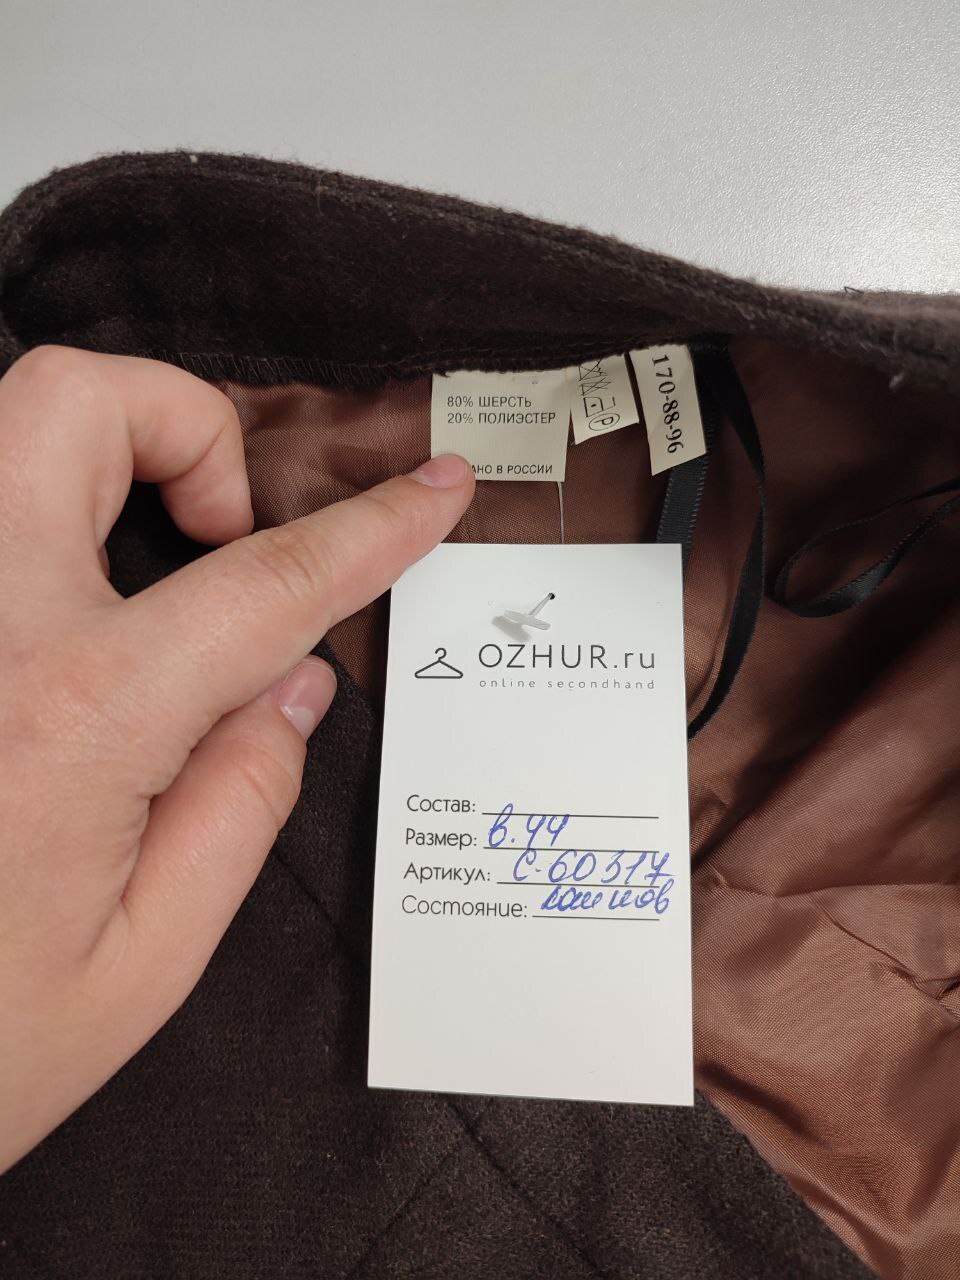 80% ШЕРСТЬ
20% ПОЛИЭСТЕР
АНО В РОССИИ
P
170-88-96
OZHUR.ru
online secondhand
Состав:
Размер: в.44
Артикул: С-60317
Состояние: